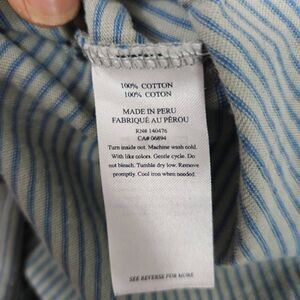 100% COTTON
100% COTON
MADE IN PERU
FABRIQUÉ AU PÉROU
RN# 140476
CA# 06894
Turn inside out. Machine wash cold.
With like colors. Gentle cycle. Do
not bleach. Tumble dry low. Remove
promptly. Cool iron when needed.
SEE REVERSE FOR MORE